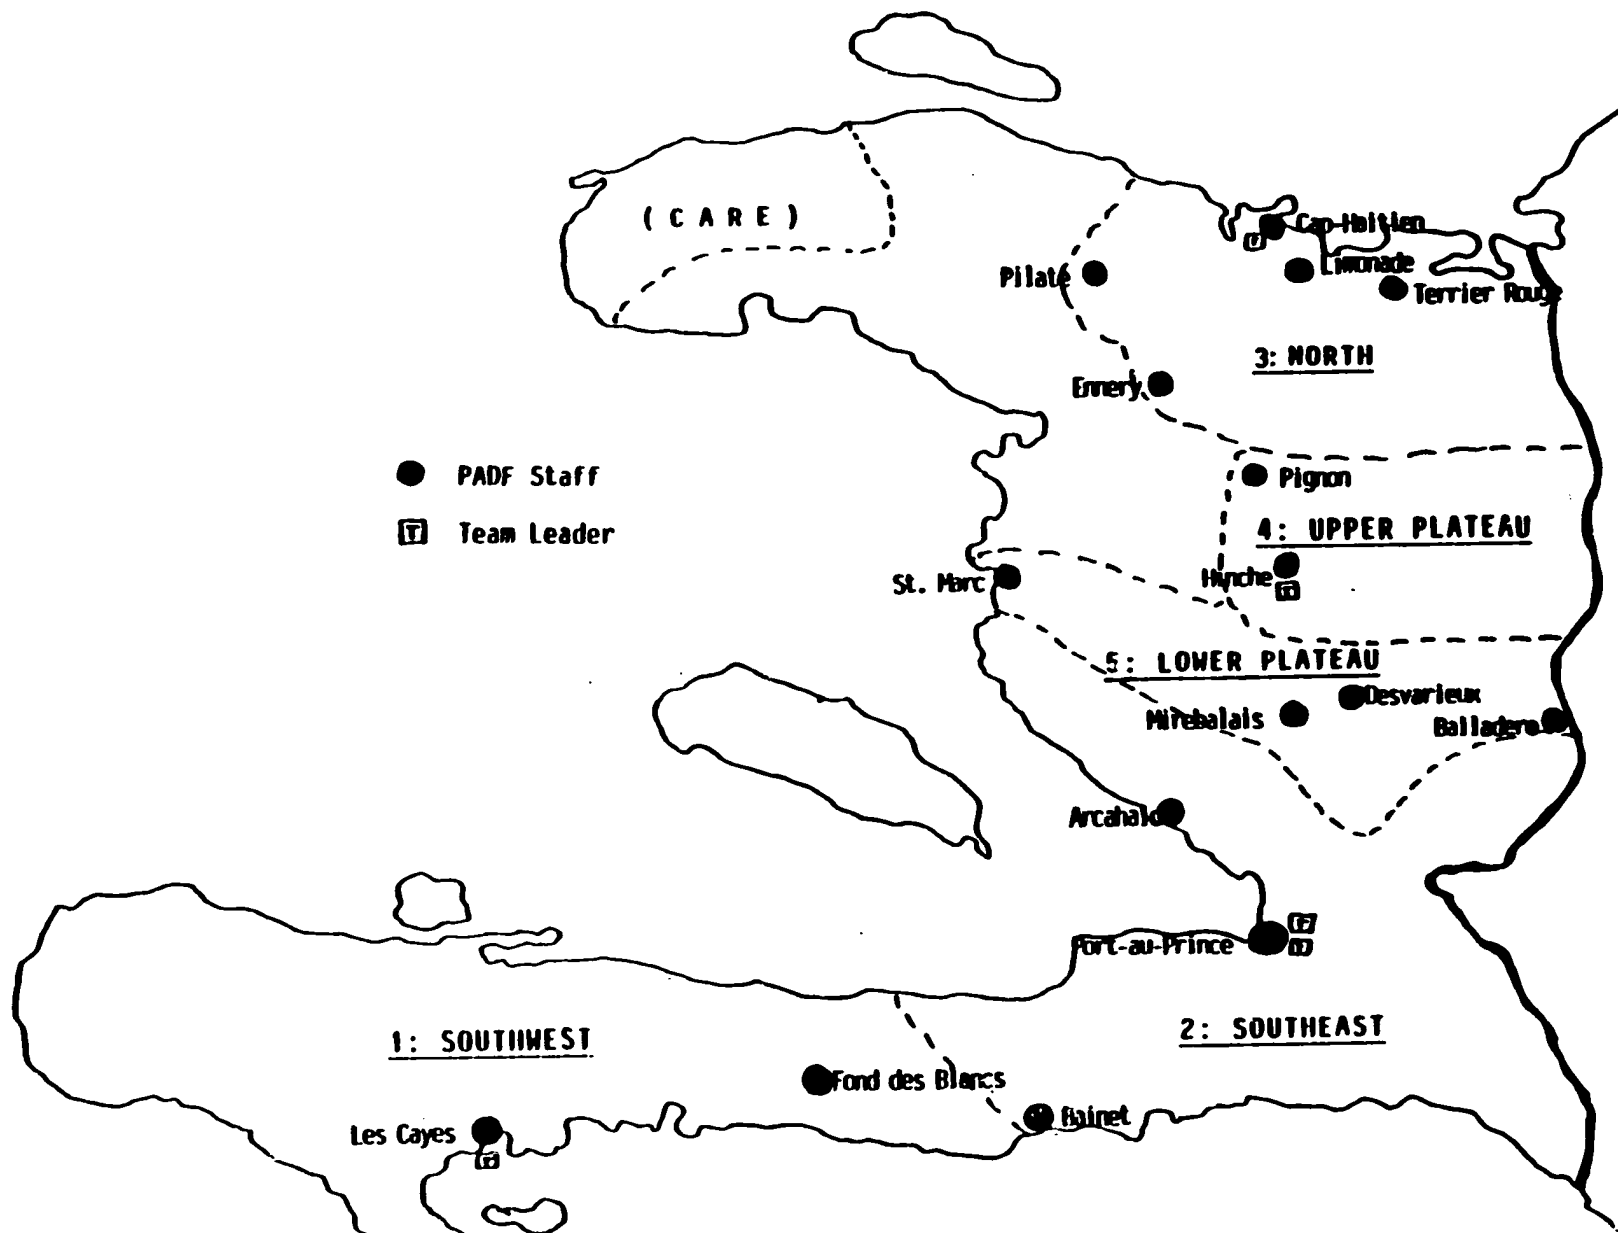 (CARE)
Cap-Haitien
T
Limonade
Pilate
Terrier Rouge
3: NORTH
Ennery
PADF Staff
Pignon
T Team Leader
4: UPPER PLATEAU
Hinche
T
St. Marc
5: LOWER PLATEAU
Desvarieux
Mirebalais
Balladere
Arcahaie
T
Port-au-Prince
T
1: SOUTHWEST
2: SOUTHEAST
Fond des Blancs
Bainet
Les Cayes
T